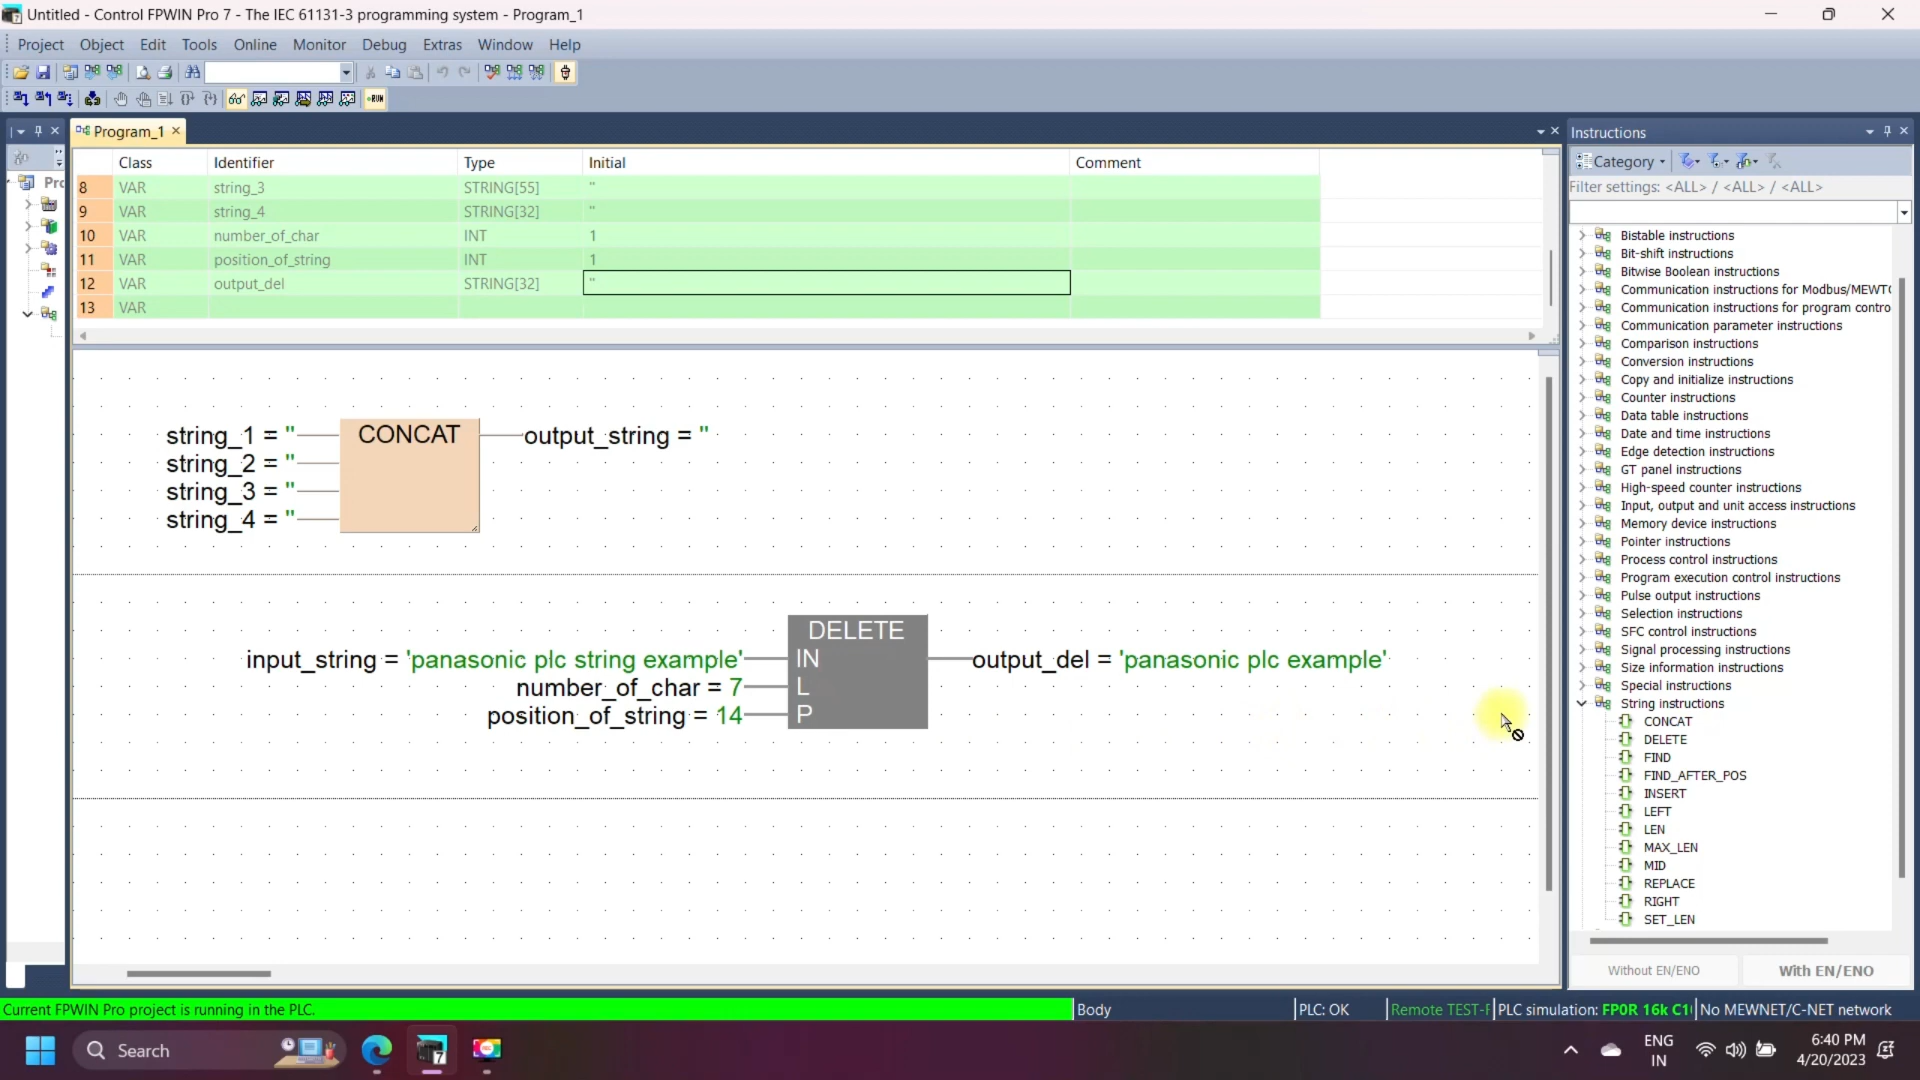 Untitled - Control FPWIN Pro 7 - The IEC 61131-3 programming system - Program_1
Project Object Edit Tools Online Monitor Debug Extras Window Help
RUN
Program_1
Class Identifier Type Initial Comment
8 VAR string_3 STRING[55] ''
9 VAR string_4 STRING[32] ''
10 VAR number_of_char INT 1
11 VAR position_of_string INT 1
12 VAR output_del STRING[32] ''
13 VAR
Pro
string_1 = '' CONCAT output_string = ''
string_2 = ''
string_3 = ''
string_4 = ''
DELETE
input_string = 'panasonic plc string example' IN output_del = 'panasonic plc example'
number_of_char = 7 L
position_of_string = 14 P
Instructions
Category
Filter settings: <ALL> / <ALL> / <ALL>
Bistable instructions
Bit-shift instructions
Bitwise Boolean instructions
Communication instructions for Modbus/MEWT
Communication instructions for program contro
Communication parameter instructions
Comparison instructions
Conversion instructions
Copy and initialize instructions
Counter instructions
Data table instructions
Date and time instructions
Edge detection instructions
GT panel instructions
High-speed counter instructions
Input, output and unit access instructions
Memory device instructions
Pointer instructions
Process control instructions
Program execution control instructions
Pulse output instructions
Selection instructions
SFC control instructions
Signal processing instructions
Size information instructions
Special instructions
String instructions
CONCAT
DELETE
FIND
FIND_AFTER_POS
INSERT
LEFT
LEN
MAX_LEN
MID
REPLACE
RIGHT
SET_LEN
Without EN/ENO With EN/ENO
Current FPWIN Pro project is running in the PLC. Body PLC: OK Remote TEST-F PLC simulation: FP0R 16k C1 No MEWNET/C-NET network
Search
7
ENG
IN
6:40 PM
4/20/2023